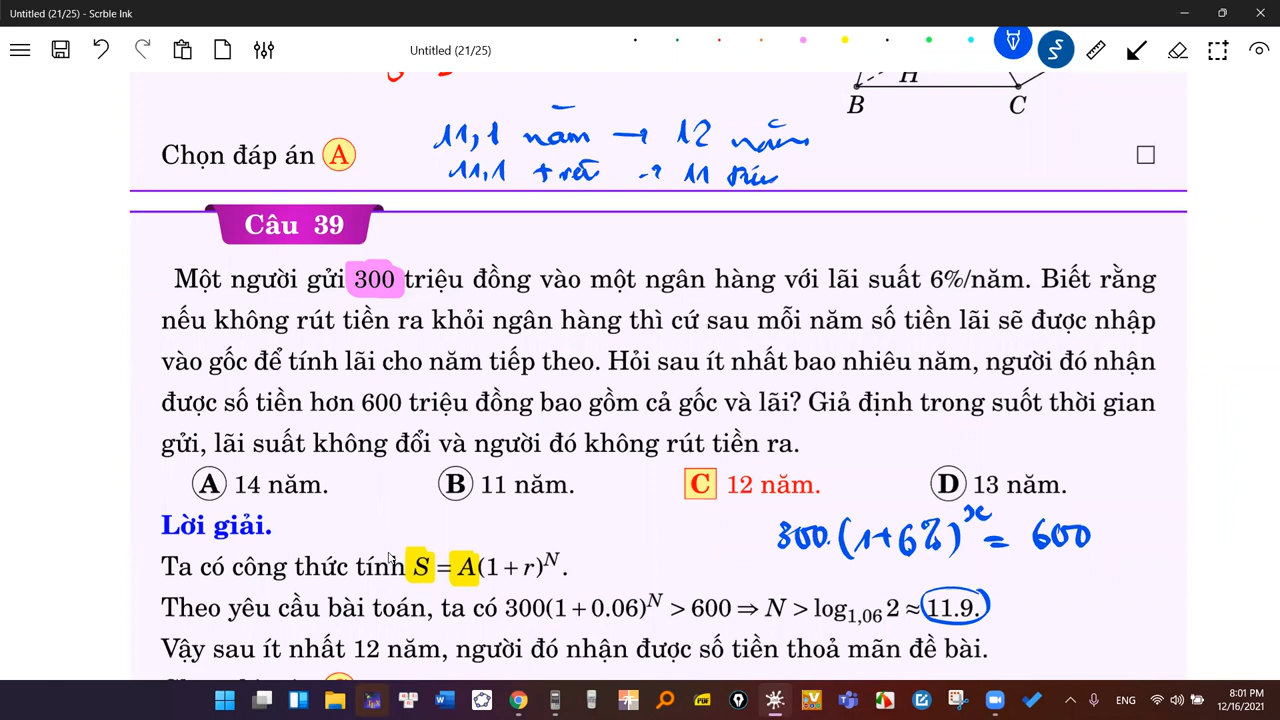 Untitled (21/25) - Scrble Ink
Untitled (21/25)
H
B C
11,1 năm → 12 năm
Chọn đáp án A
11,1 → 11
Câu 39
Một người gửi 300 triệu đồng vào một ngân hàng với lãi suất 6%/năm. Biết rằng
nếu không rút tiền ra khỏi ngân hàng thì cứ sau mỗi năm số tiền lãi sẽ được nhập
vào gốc để tính lãi cho năm tiếp theo. Hỏi sau ít nhất bao nhiêu năm, người đó nhận
được số tiền hơn 600 triệu đồng bao gồm cả gốc và lãi? Giả định trong suốt thời gian
gửi, lãi suất không đổi và người đó không rút tiền ra.
A 14 năm. B 11 năm. C 12 năm. D 13 năm.
Lời giải.
300.(1+6%)^x = 600
Ta có công thức tính S = A(1 + r)^N.
Theo yêu cầu bài toán, ta có 300(1 + 0.06)^N > 600 ⇒ N > log_{1,06} 2 ≈ 11.9.
Vậy sau ít nhất 12 năm, người đó nhận được số tiền thoả mãn đề bài.
ENG
8:01 PM
12/16/2021